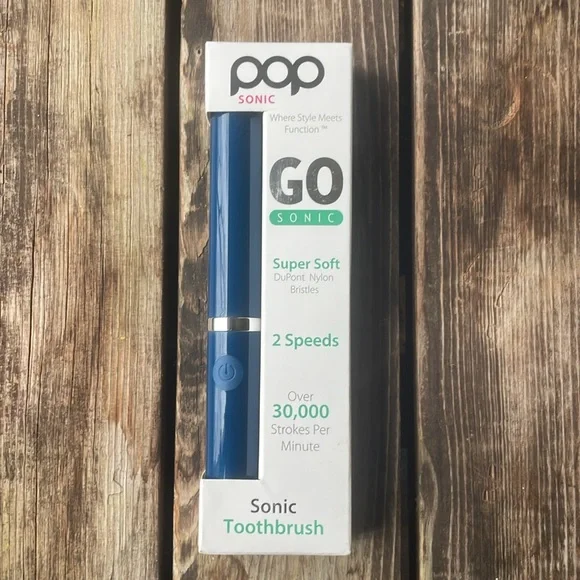 pop
SONIC
Where Style Meets
Function™
GO
SONIC
Super Soft
DuPont Nylon
Bristles
2 Speeds
Over
30,000
Strokes Per
Minute
Sonic
Toothbrush